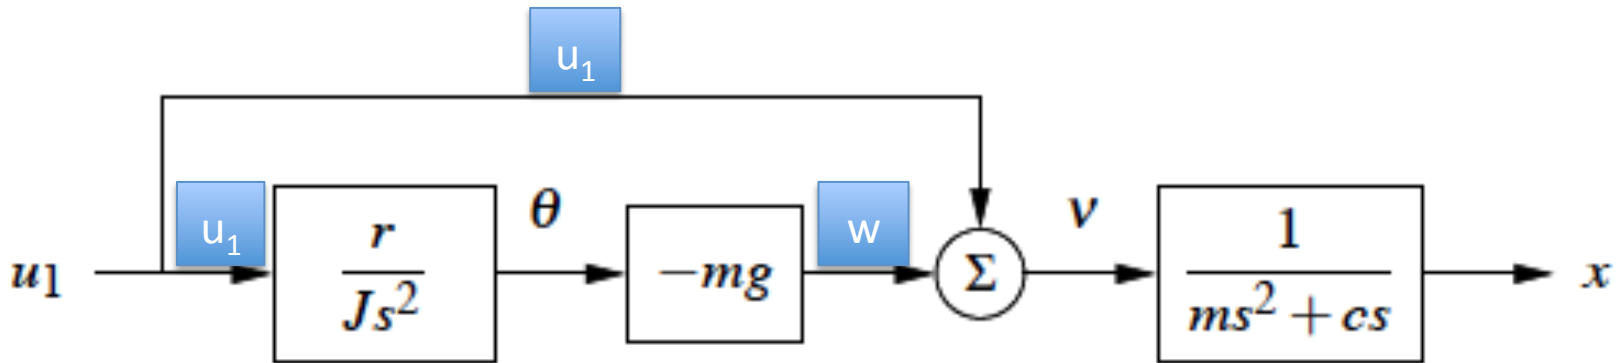 u₁
u₁
u₁
r
Js²
θ
−mg
w
Σ
ν
1
ms² + cs
x